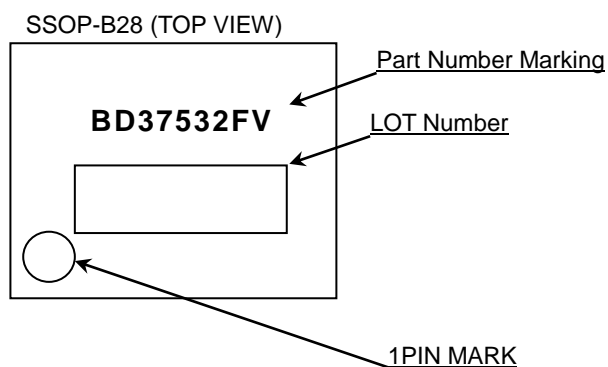 SSOP-B28 (TOP VIEW)
Part Number Marking
BD37532FV
LOT Number
1PIN MARK